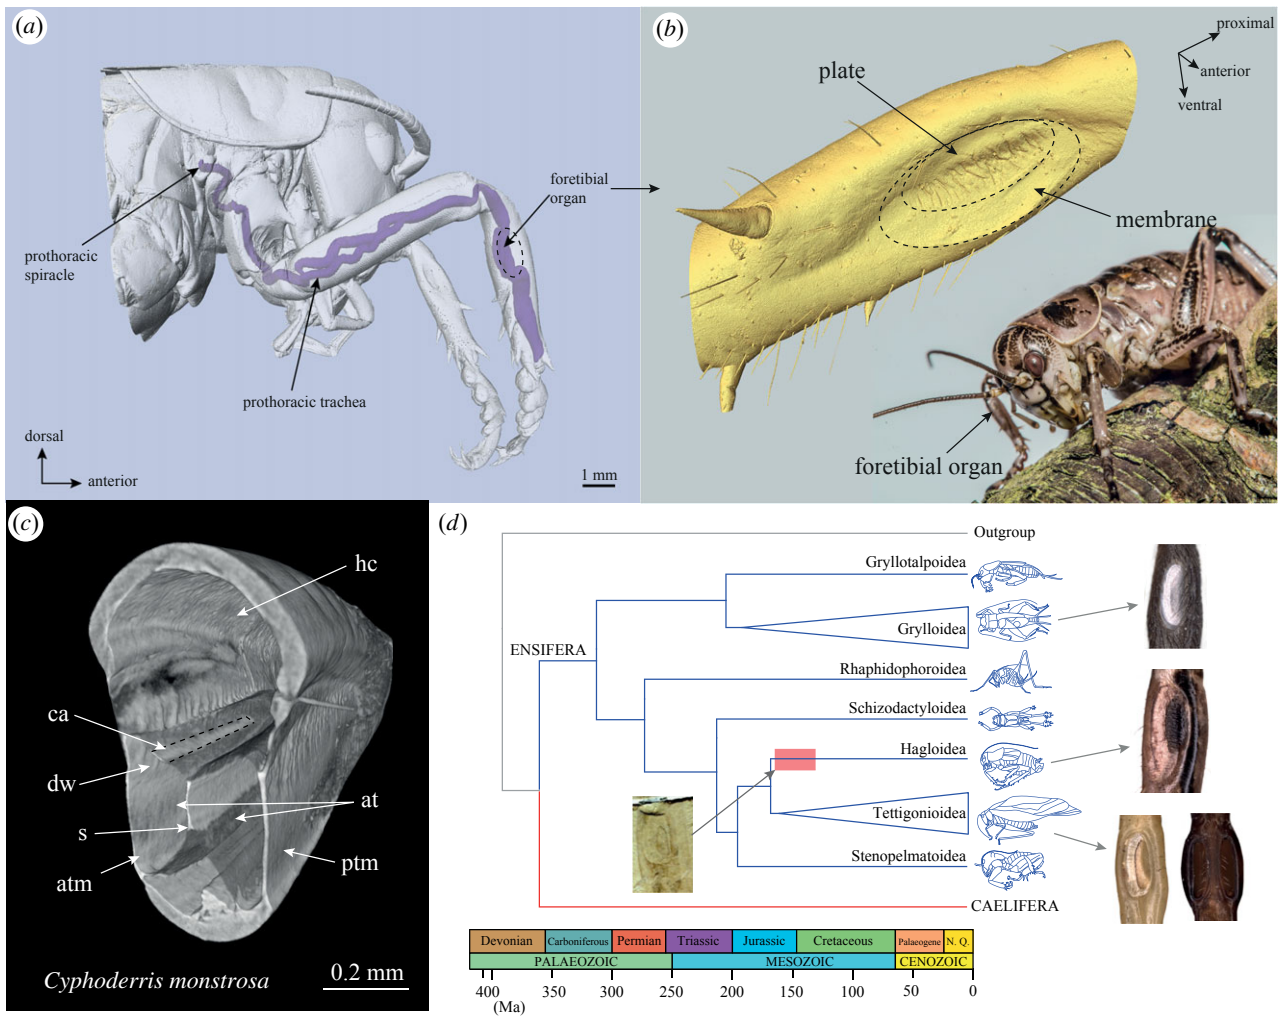 (a)
prothoracic
spiracle
foretibial
organ
prothoracic trachea
dorsal
anterior
1 mm
(b)
proximal
anterior
ventral
plate
membrane
foretibial organ
(c)
hc
ca
dw
s
atm
at
ptm
Cyphoderris monstrosa
0.2 mm
(d)
Outgroup
Gryllotalpoidea
Grylloidea
ENSIFERA
Rhaphidophoroidea
Schizodactyloidea
Hagloidea
Tettigonioidea
Stenopelmatoidea
CAELIFERA
Devonian Carboniferous Permian Triassic Jurassic Cretaceous Palaeogene N. Q.
PALAEOZOIC MESOZOIC CENOZOIC
400 350 300 250 200 150 100 50 0
(Ma)